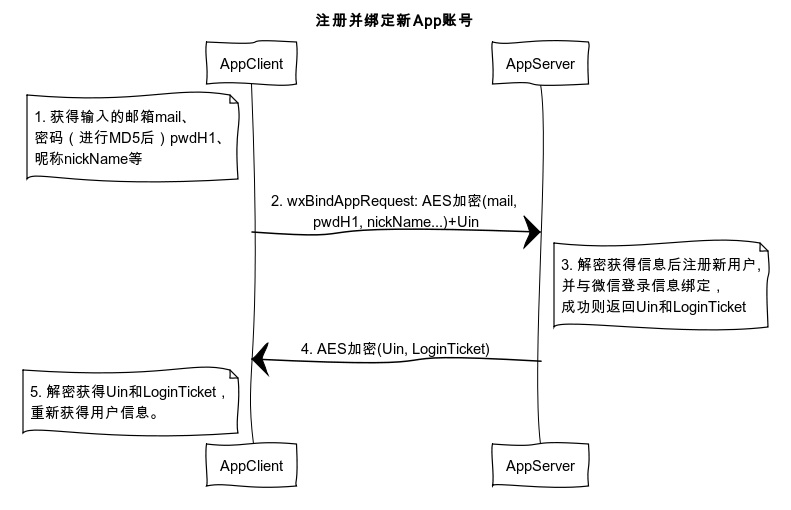 注册并绑定新App账号
AppClient
AppServer
1. 获得输入的邮箱mail、
密码（进行MD5后）pwdH1、
昵称nickName等
2. wxBindAppRequest: AES加密(mail,
pwdH1, nickName...)+Uin
3. 解密获得信息后注册新用户,
并与微信登录信息绑定，
成功则返回Uin和LoginTicket
4. AES加密(Uin, LoginTicket)
5. 解密获得Uin和LoginTicket，
重新获得用户信息。
AppClient
AppServer